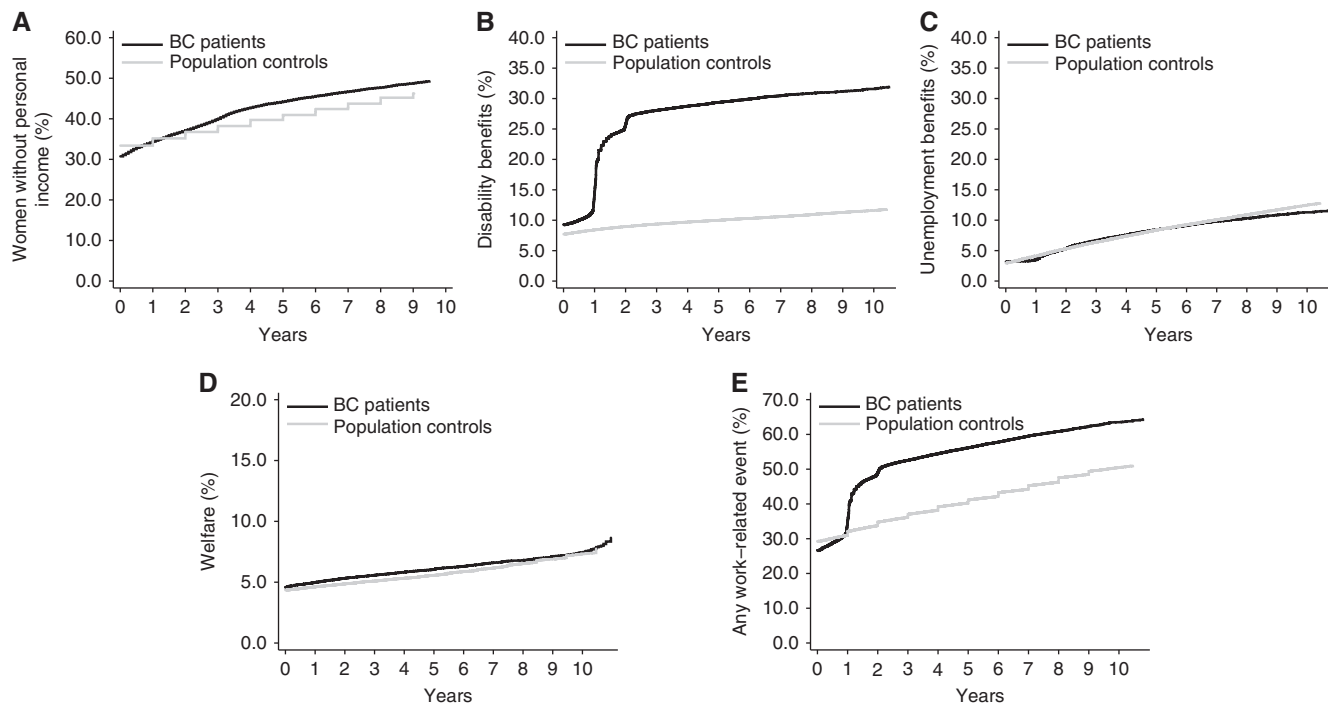 A
Women without personal
income (%)
60.0
50.0
40.0
30.0
20.0
10.0
0.0
BC patients
Population controls
0 1 2 3 4 5 6 7 8 9 10
Years
B
Disability benefits (%)
40.0
35.0
30.0
25.0
20.0
15.0
10.0
5.0
0.0
BC patients
Population controls
0 1 2 3 4 5 6 7 8 9 10
Years
C
Unemployment benefits (%)
40.0
35.0
30.0
25.0
20.0
15.0
10.0
5.0
0.0
BC patients
Population controls
0 1 2 3 4 5 6 7 8 9 10
Years
D
Welfare (%)
20.0
15.0
10.0
5.0
0.0
BC patients
Population controls
0 1 2 3 4 5 6 7 8 9 10
Years
E
Any work–related event (%)
70.0
60.0
50.0
40.0
30.0
20.0
10.0
0.0
BC patients
Population controls
0 1 2 3 4 5 6 7 8 9 10
Years